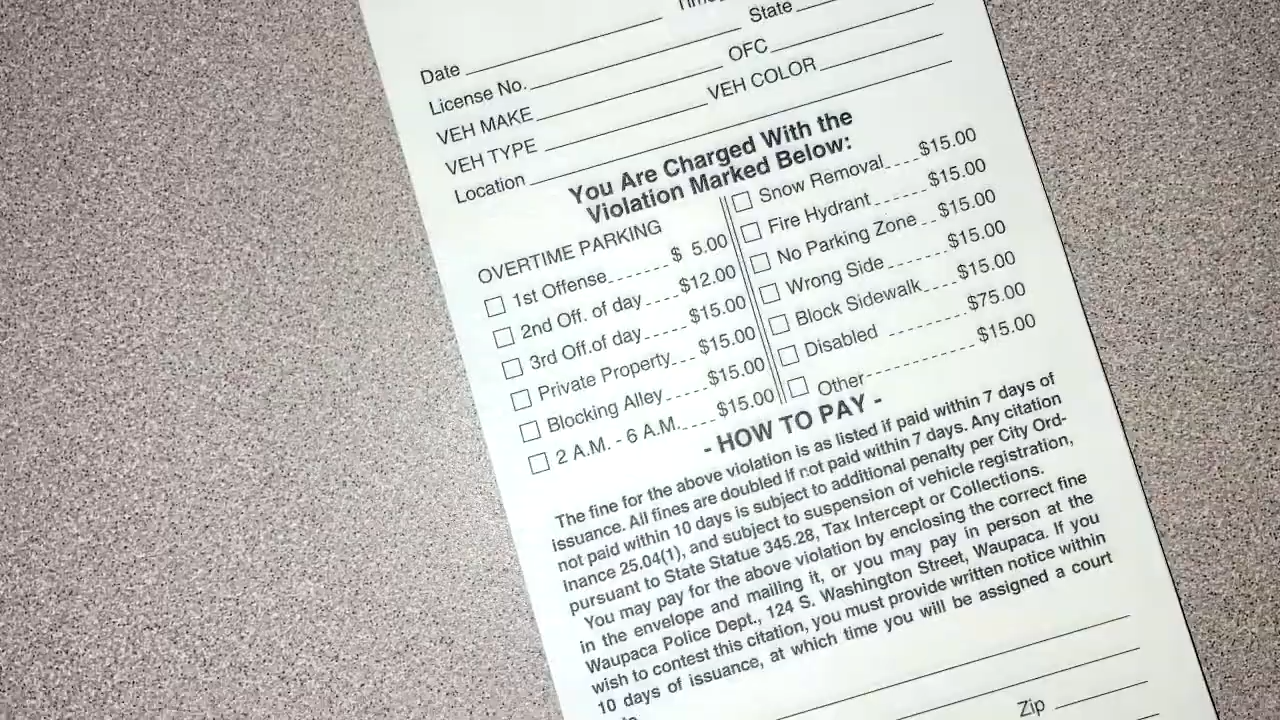 Date
State
License No.
OFC
VEH MAKE
VEH COLOR
VEH TYPE
Location
You Are Charged With the
Violation Marked Below:
OVERTIME PARKING
1st Offense....... $ 5.00
2nd Off. of day ..... $12.00
3rd Off.of day ..... $15.00
Private Property... $15.00
Blocking Alley..... $15.00
2 A.M. - 6 A.M...... $15.00
Snow Removal..... $15.00
Fire Hydrant ........ $15.00
No Parking Zone .. $15.00
Wrong Side ......... $15.00
Block Sidewalk..... $15.00
Disabled ............ $75.00
Other................ $15.00
- HOW TO PAY -
The fine for the above violation is as listed if paid within 7 days of
issuance. All fines are doubled if not paid within 7 days. Any citation
not paid within 10 days is subject to additional penalty per City Ord-
inance 25.04(1), and subject to suspension of vehicle registration,
pursuant to State Statue 345.28, Tax Intercept or Collections.
You may pay for the above violation by enclosing the correct fine
in the envelope and mailing it, or you may pay in person at the
Waupaca Police Dept., 124 S. Washington Street, Waupaca. If you
wish to contest this citation, you must provide written notice within
10 days of issuance, at which time you will be assigned a court
Zip